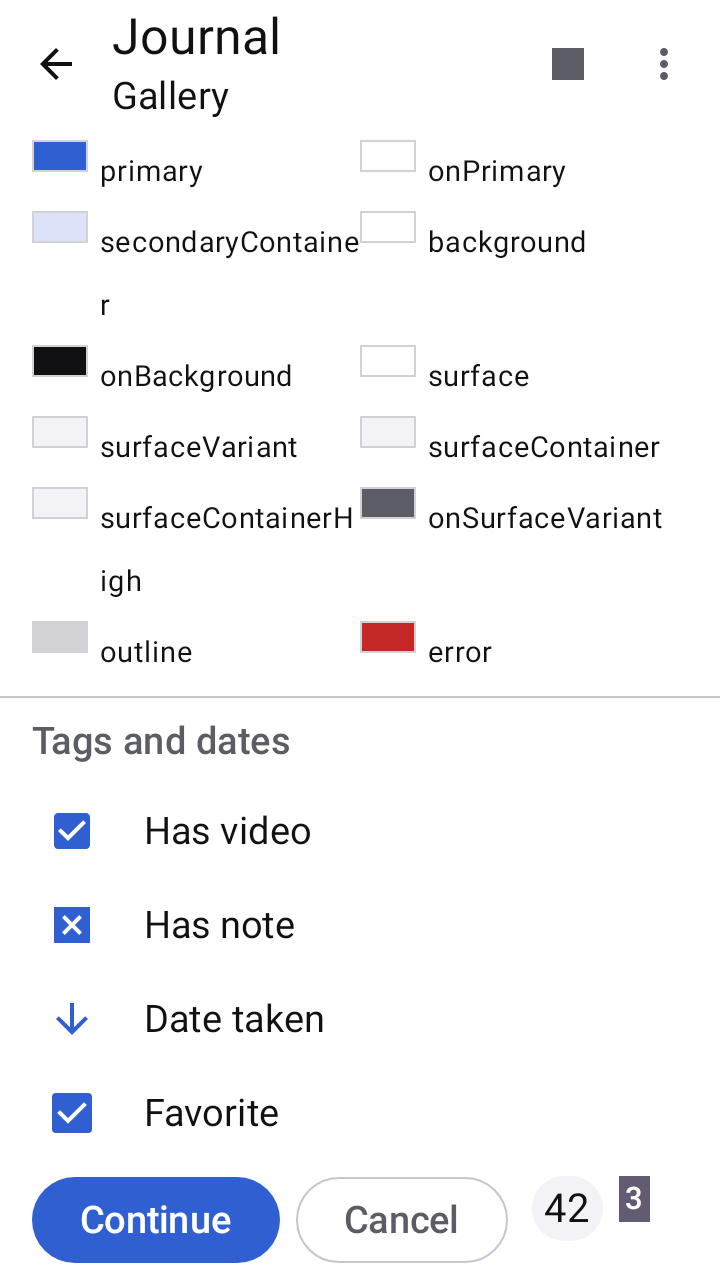 Journal
Gallery
primary
onPrimary
secondaryContaine
r
background
onBackground
surface
surfaceVariant
surfaceContainer
surfaceContainerH
igh
onSurfaceVariant
outline
error
Tags and dates
Has video
Has note
Date taken
Favorite
Continue
Cancel
42
3